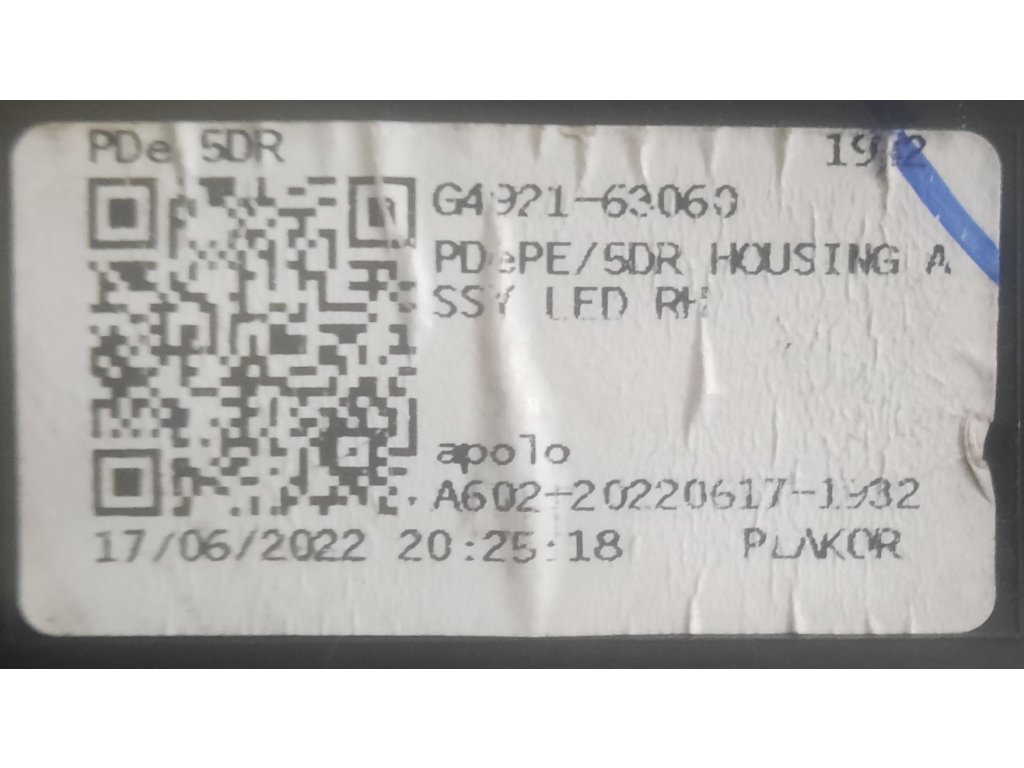 PDe 5DR 1932
G4921-63060
PDePE/5DR HOUSING A
SSY LED RH
apolo
A602-20220617-1932
17/06/2022 20:25:18 PLAKOR